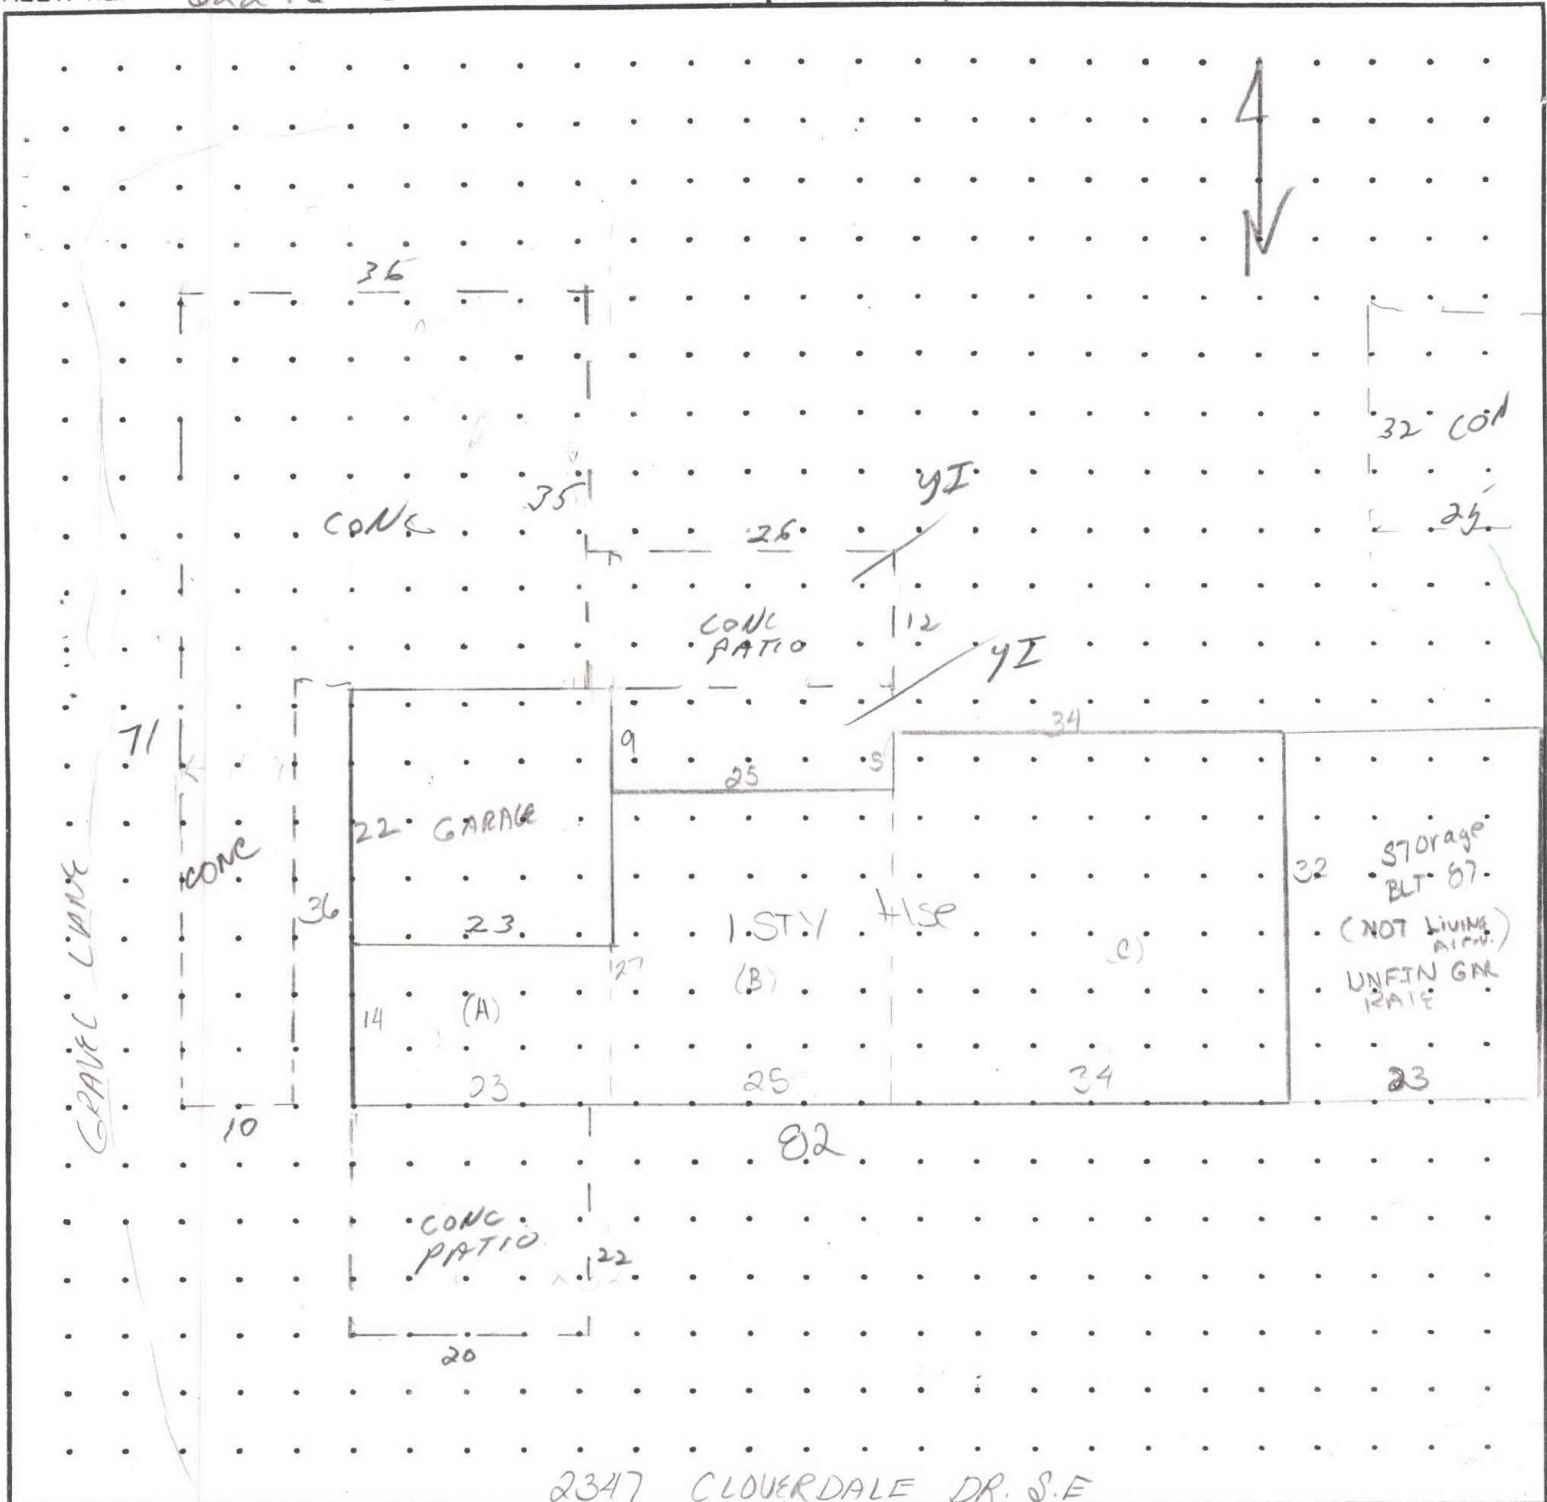 N
36
32 CON
24
35
CONC
26
YI
CONC
PATIO
12
YI
71
34
9
25
5
22 GARAGE
CONC
36
23
1 STY HSE
32
STORAGE
BLT 87
(NOT LIVING
UNFIN GAR
RATE
27
(B)
(C)
14
(A)
23
25
34
23
GRAVEL LANE
10
82
CONC
PATIO
22
20
2347 CLOVERDALE DR. S.E